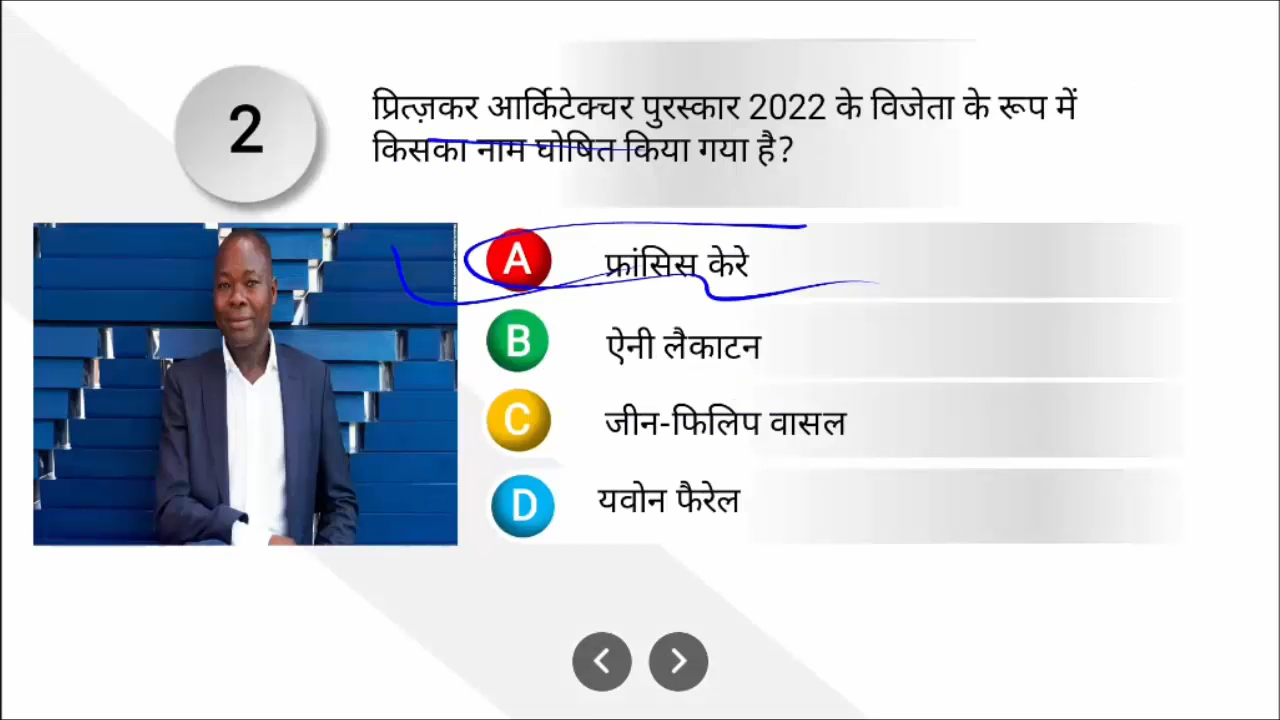 2
प्रित्ज़कर आर्किटेक्चर पुरस्कार 2022 के विजेता के रूप में
किसका नाम घोषित किया गया है?
A फ्रांसिस केरे
B ऐनी लैकाटन
C जीन-फिलिप वासल
D यवोन फैरेल